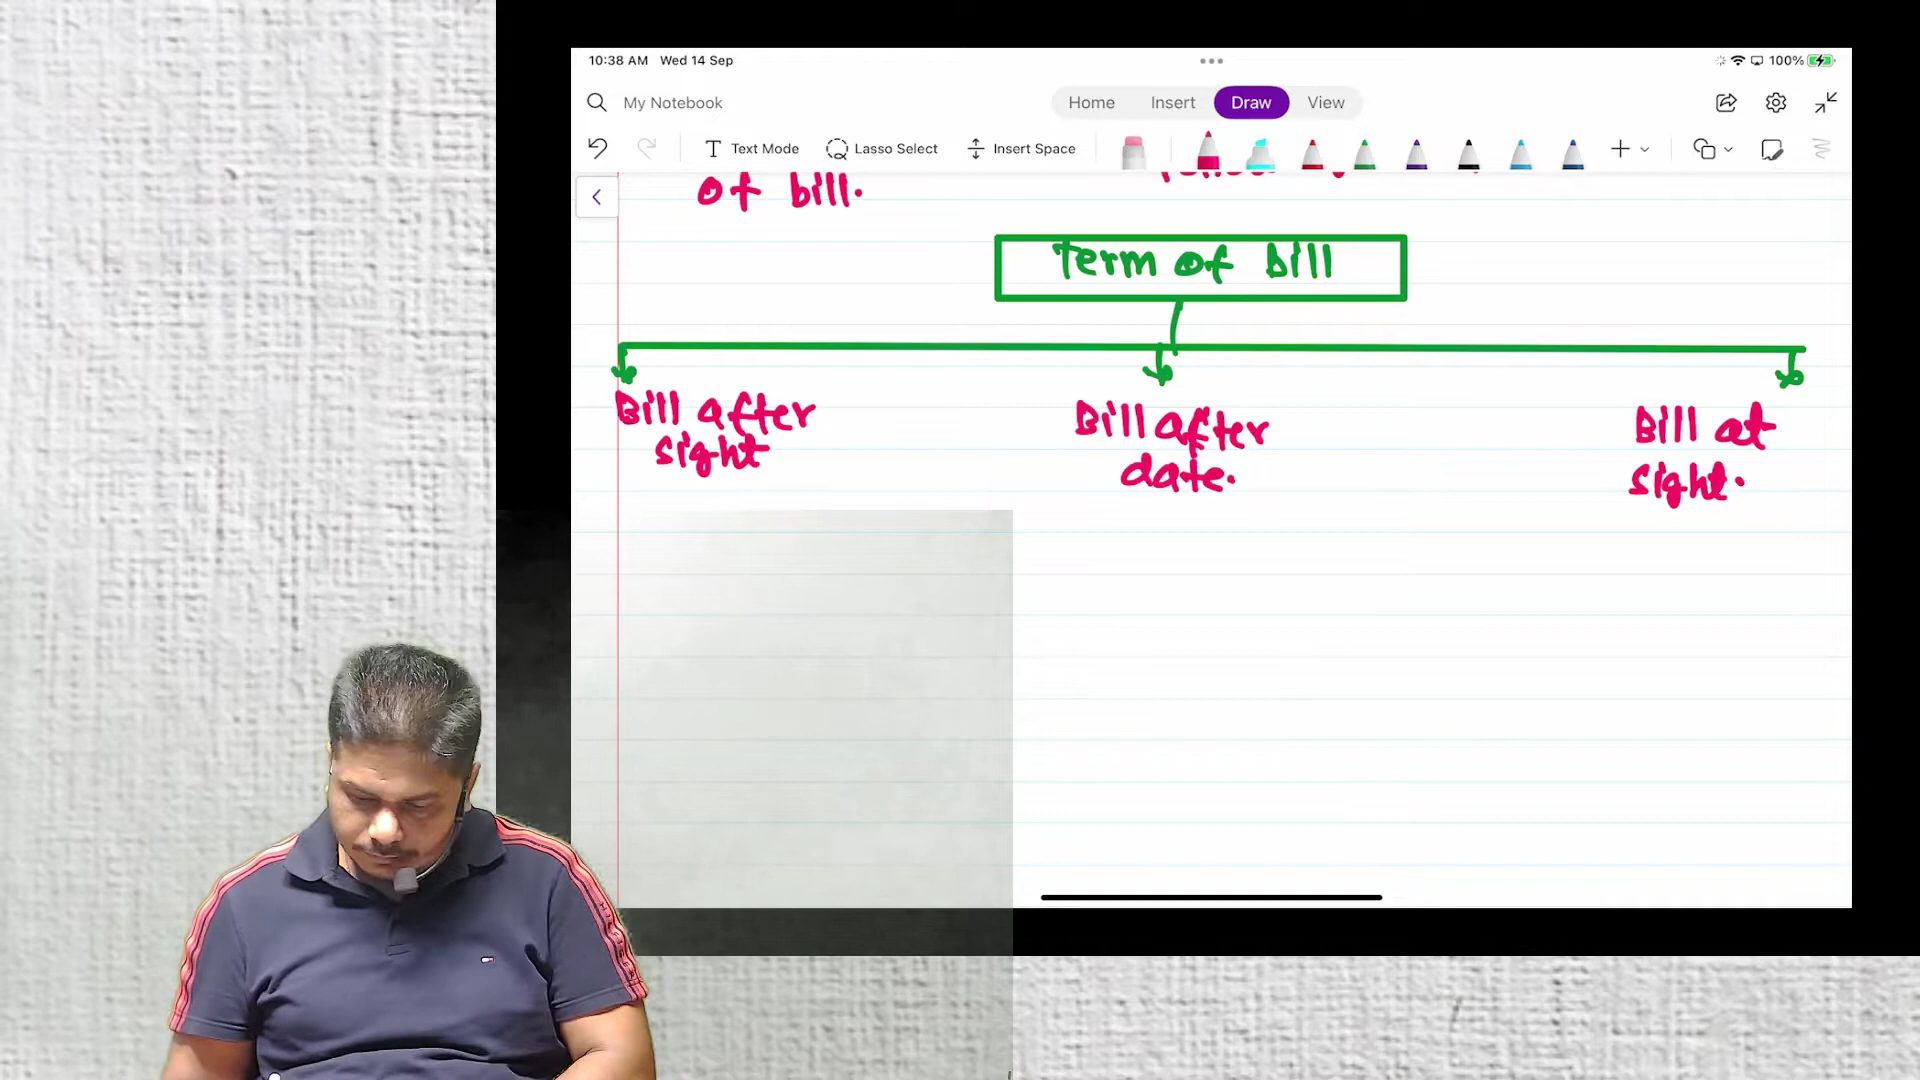 10:38 AM Wed 14 Sep
100%
My Notebook
Home Insert Draw View
Text Mode Lasso Select Insert Space
of bill.
Term of bill
Bill after
sight
Bill after
date.
Bill at
sight.